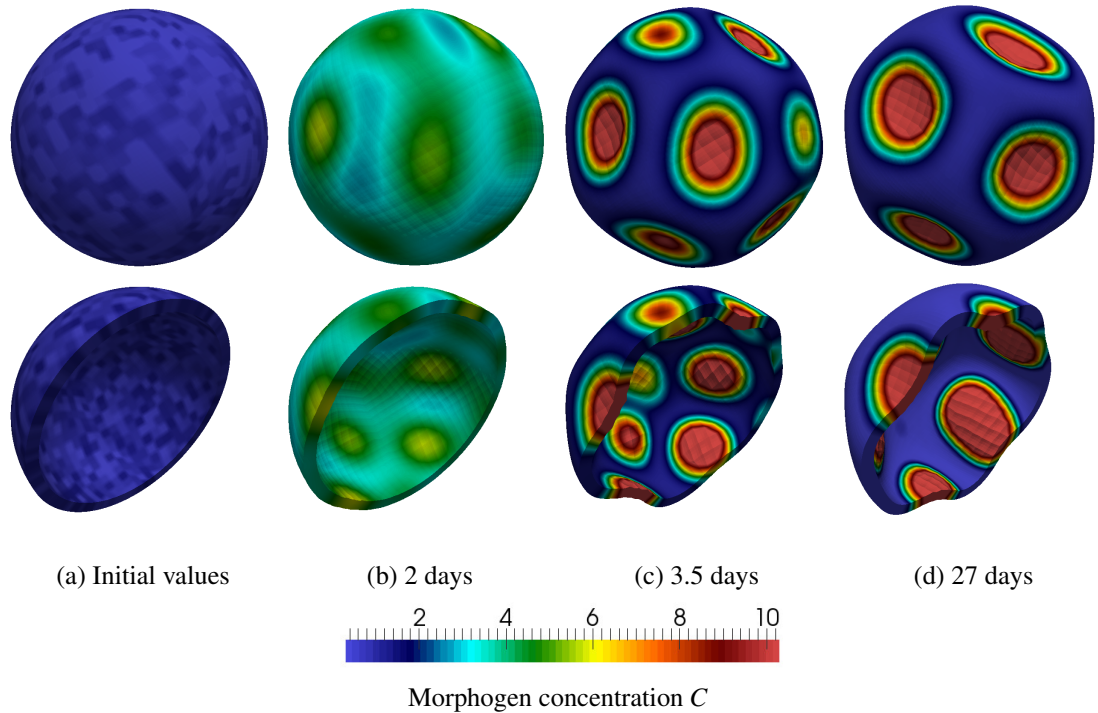 (a) Initial values (b) 2 days (c) 3.5 days (d) 27 days
2 4 6 8 10
Morphogen concentration C